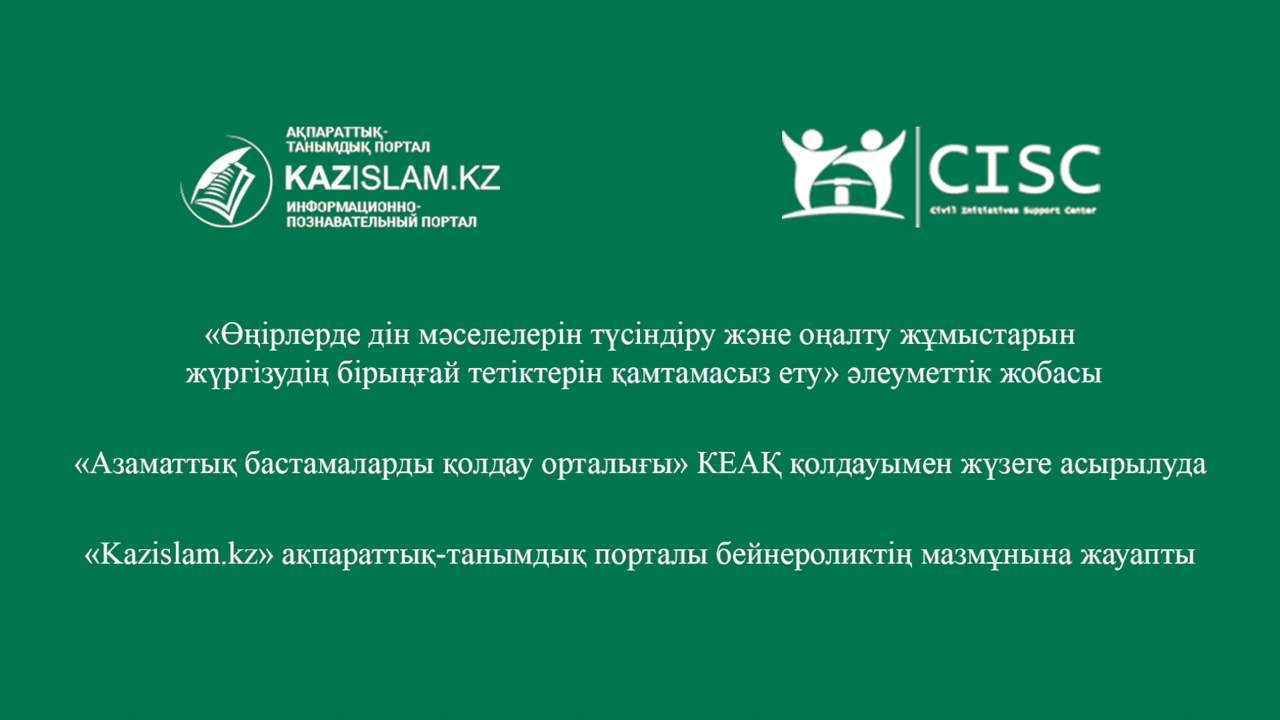 АҚПАРАТТЫҚ-
ТАНЫМДЫҚ ПОРТАЛ
KAZISLAM.KZ
ИНФОРМАЦИОННО-
ПОЗНАВАТЕЛЬНЫЙ ПОРТАЛ
CISC
Civil Initiatives Support Center
«Өңірлерде дін мәселелерін түсіндіру және оңалту жұмыстарын
жүргізудің бірыңғай тетіктерін қамтамасыз ету» әлеуметтік жобасы
«Азаматтық бастамаларды қолдау орталығы» КЕАҚ қолдауымен жүзеге асырылуда
«Kazislam.kz» ақпараттық-танымдық порталы бейнероликтің мазмұнына жауапты